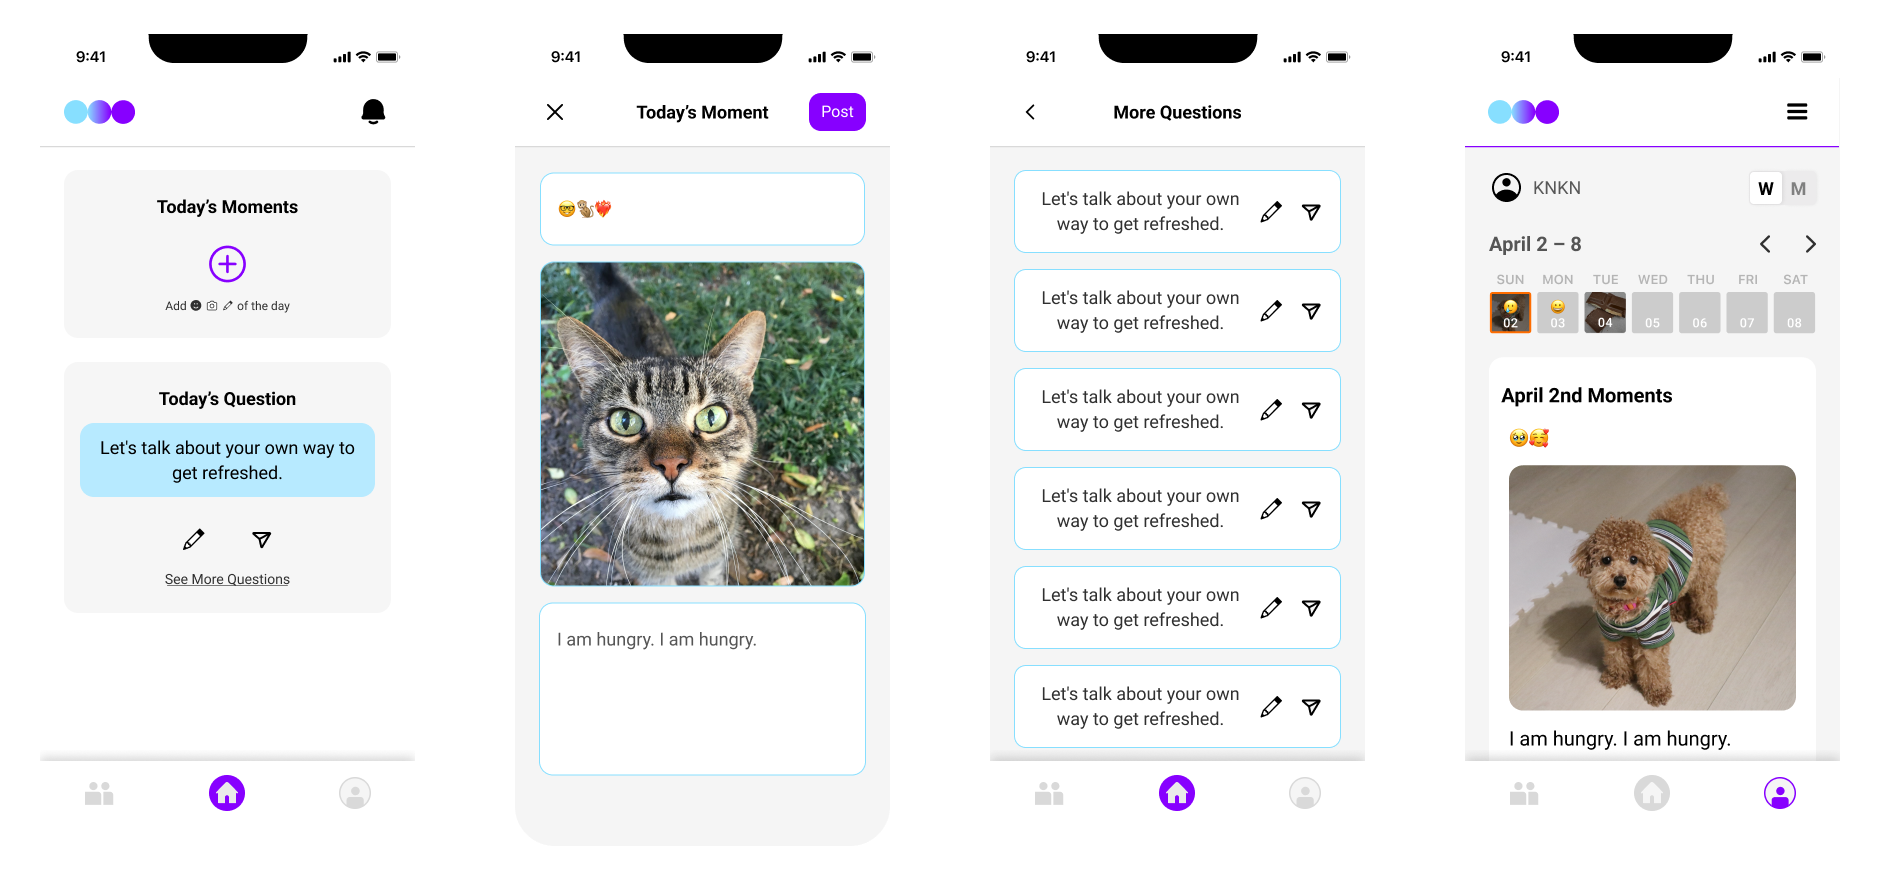 9:41
Today's Moments
Add of the day
Today's Question
Let's talk about your own way to
get refreshed.
See More Questions
9:41
Today's Moment
Post
I am hungry. I am hungry.
9:41
More Questions
Let's talk about your own
way to get refreshed.
Let's talk about your own
way to get refreshed.
Let's talk about your own
way to get refreshed.
Let's talk about your own
way to get refreshed.
Let's talk about your own
way to get refreshed.
Let's talk about your own
way to get refreshed.
9:41
KNKN
W M
April 2 – 8
SUN MON TUE WED THU FRI SAT
02 03 04 05 06 07 08
April 2nd Moments
I am hungry. I am hungry.